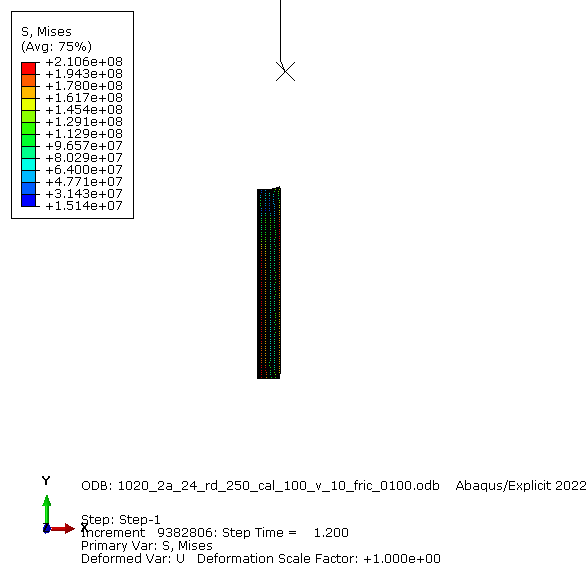 S, Mises
(Avg: 75%)
+2.106e+08
+1.943e+08
+1.780e+08
+1.617e+08
+1.454e+08
+1.291e+08
+1.129e+08
+9.657e+07
+8.029e+07
+6.400e+07
+4.771e+07
+3.143e+07
+1.514e+07
Y
X
ODB: 1020_2a_24_rd_250_cal_100_v_10_fric_0100.odb Abaqus/Explicit 2022
Step: Step-1
Increment 9382806: Step Time = 1.200
Primary Var: S, Mises
Deformed Var: U Deformation Scale Factor: +1.000e+00